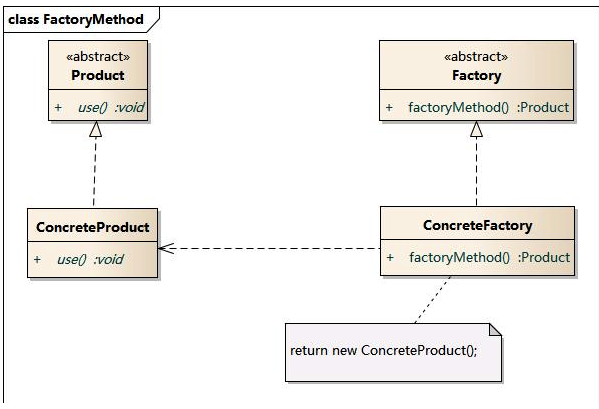 class FactoryMethod
«abstract»
Product
+ use() :void
«abstract»
Factory
+ factoryMethod() :Product
ConcreteProduct
+ use() :void
ConcreteFactory
+ factoryMethod() :Product
return new ConcreteProduct();